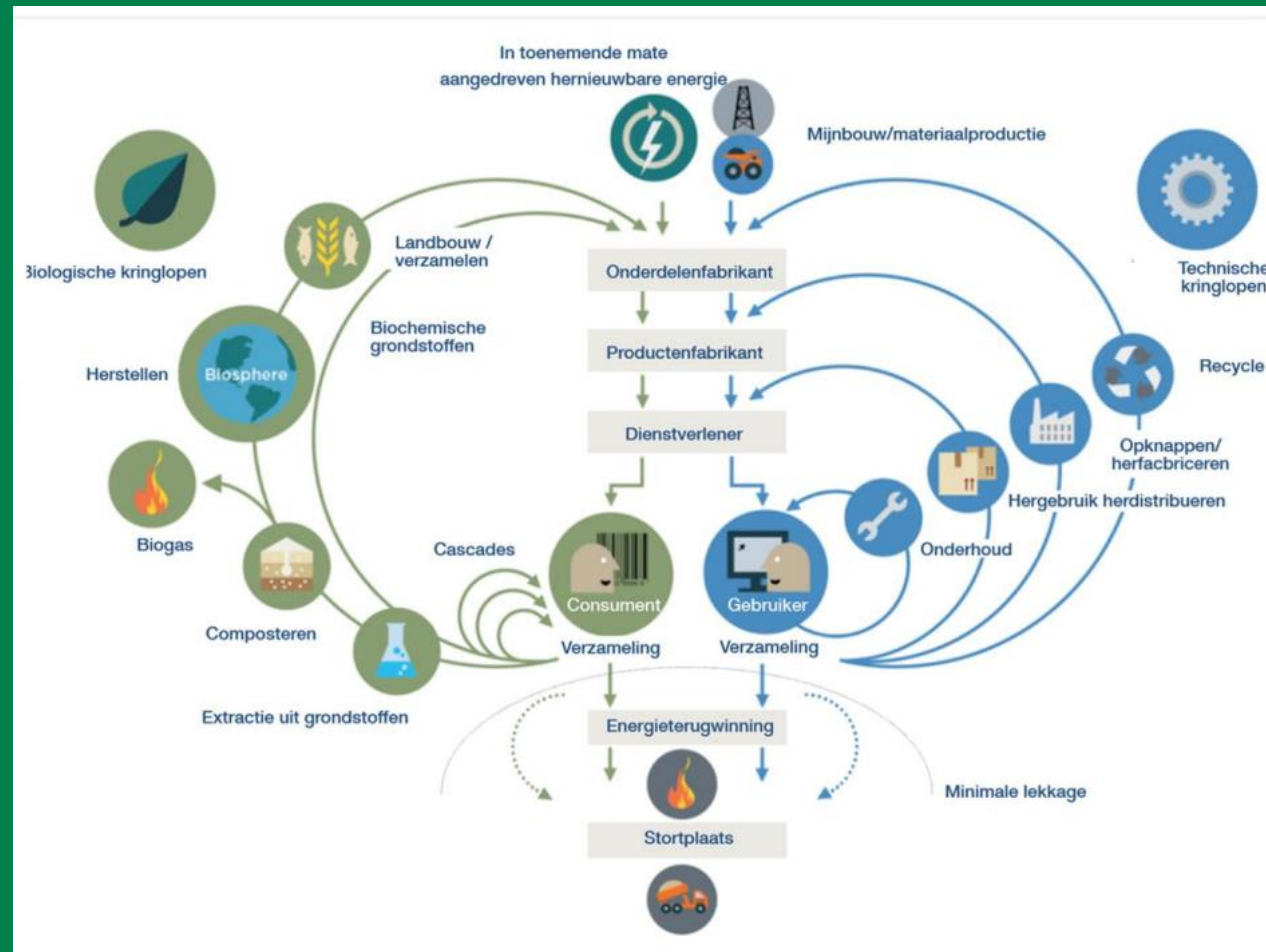 In toenemende mate
aangedreven hernieuwbare energie
Mijnbouw/materiaalproductie
Biologische kringlopen
Landbouw /
verzamelen
Onderdelenfabrikant
Technische
kringlopen
Biochemische
grondstoffen
Productenfabrikant
Herstellen
Biosphere
Recycle
Dienstverlener
Opknappen/
herfacbriceren
Hergebruik herdistribueren
Biogas
Cascades
Onderhoud
Consument
Gebruiker
Composteren
Verzameling
Verzameling
Extractie uit grondstoffen
Energieterugwinning
Minimale lekkage
Stortplaats